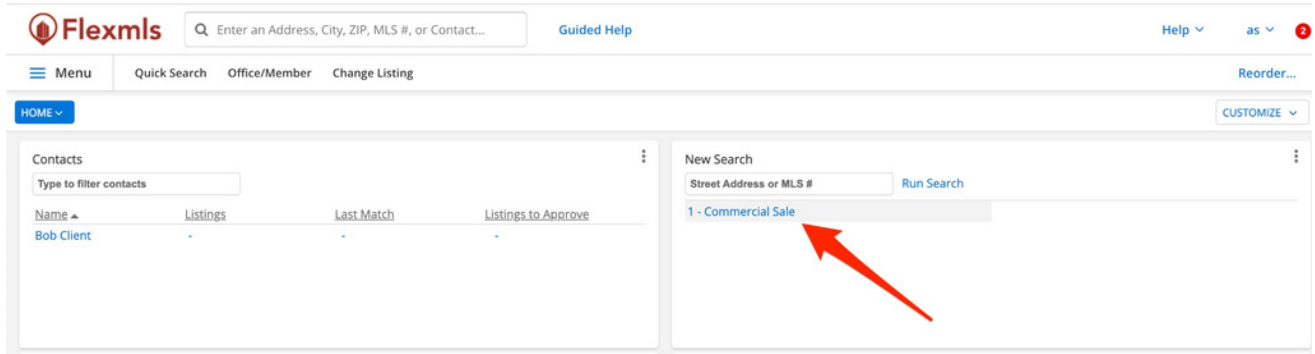 Flexmls
Enter an Address, City, ZIP, MLS #, or Contact...
Guided Help
Help
as
2
Menu
Quick Search
Office/Member
Change Listing
Reorder...
HOME
CUSTOMIZE
Contacts
Type to filter contacts
Name Listings Last Match Listings to Approve
Bob Client - - -
New Search
Street Address or MLS #
Run Search
1 - Commercial Sale